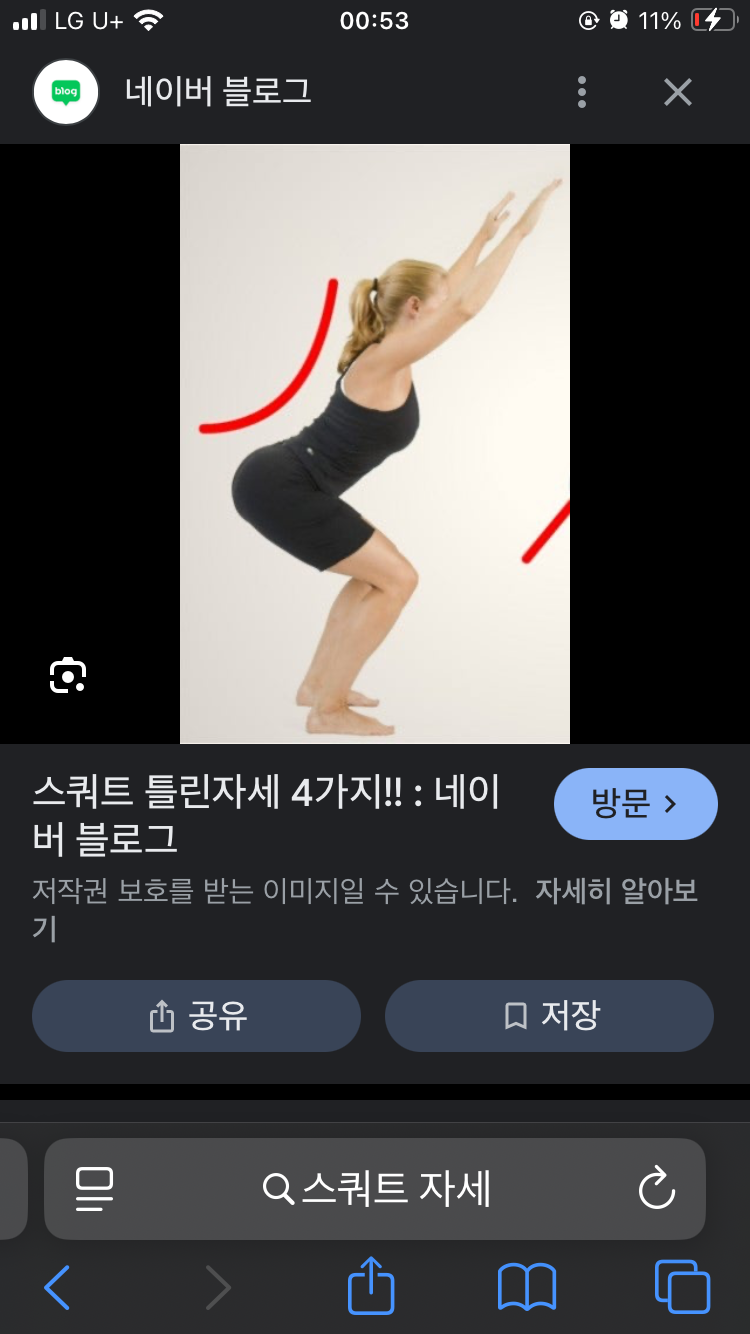 LG U+ 00:53 11%
blog 네이버 블로그
스쿼트 틀린자세 4가지!! : 네이
버 블로그
방문
저작권 보호를 받는 이미지일 수 있습니다. 자세히 알아보
기
공유 저장
스쿼트 자세